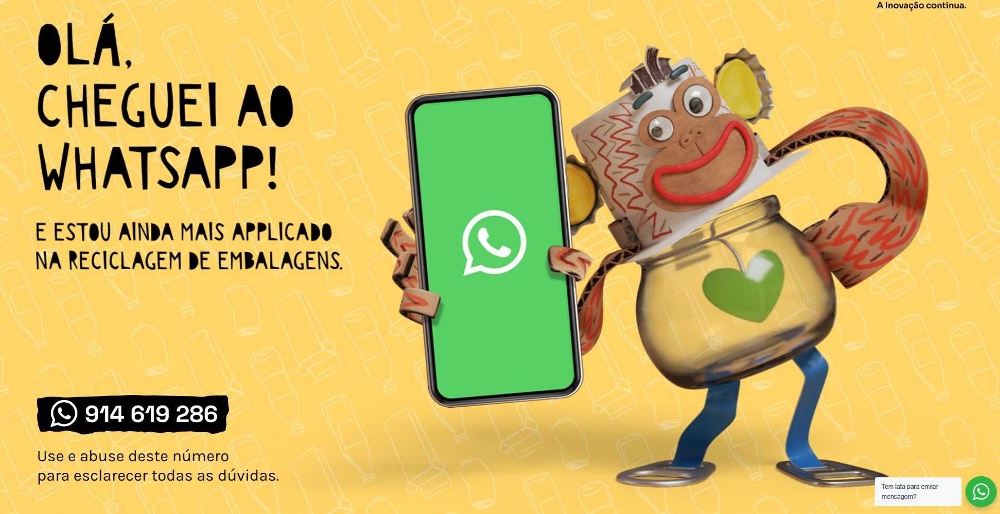 A Inovação continua.
OLÁ,
CHEGUEI AO
WHATSAPP!
E ESTOU AINDA MAIS APPLICADO
NA RECICLAGEM DE EMBALAGENS.
914 619 286
Use e abuse deste número
para esclarecer todas as dúvidas.
Tem lata para enviar
mensagem?